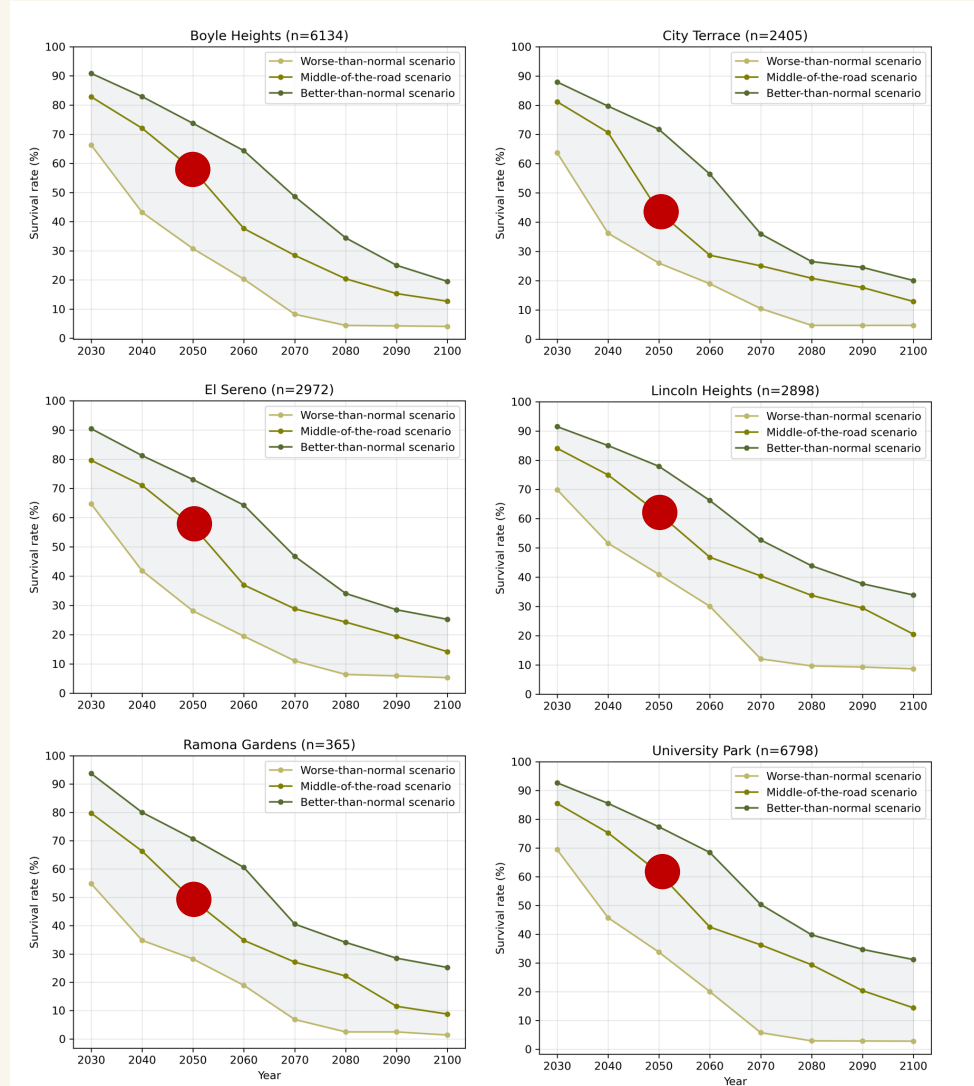 Boyle Heights (n=6134)
100
90
80
70
60
50
40
30
20
10
0
Survival rate (%)
Worse-than-normal scenario
Middle-of-the-road scenario
Better-than-normal scenario
2030 2040 2050 2060 2070 2080 2090 2100
City Terrace (n=2405)
100
90
80
70
60
50
40
30
20
10
0
Survival rate (%)
Worse-than-normal scenario
Middle-of-the-road scenario
Better-than-normal scenario
2030 2040 2050 2060 2070 2080 2090 2100
El Sereno (n=2972)
100
90
80
70
60
50
40
30
20
10
0
Survival rate (%)
Worse-than-normal scenario
Middle-of-the-road scenario
Better-than-normal scenario
2030 2040 2050 2060 2070 2080 2090 2100
Lincoln Heights (n=2898)
100
90
80
70
60
50
40
30
20
10
0
Survival rate (%)
Worse-than-normal scenario
Middle-of-the-road scenario
Better-than-normal scenario
2030 2040 2050 2060 2070 2080 2090 2100
Ramona Gardens (n=365)
100
90
80
70
60
50
40
30
20
10
0
Survival rate (%)
Worse-than-normal scenario
Middle-of-the-road scenario
Better-than-normal scenario
2030 2040 2050 2060 2070 2080 2090 2100
Year
University Park (n=6798)
100
90
80
70
60
50
40
30
20
10
0
Survival rate (%)
Worse-than-normal scenario
Middle-of-the-road scenario
Better-than-normal scenario
2030 2040 2050 2060 2070 2080 2090 2100
Year